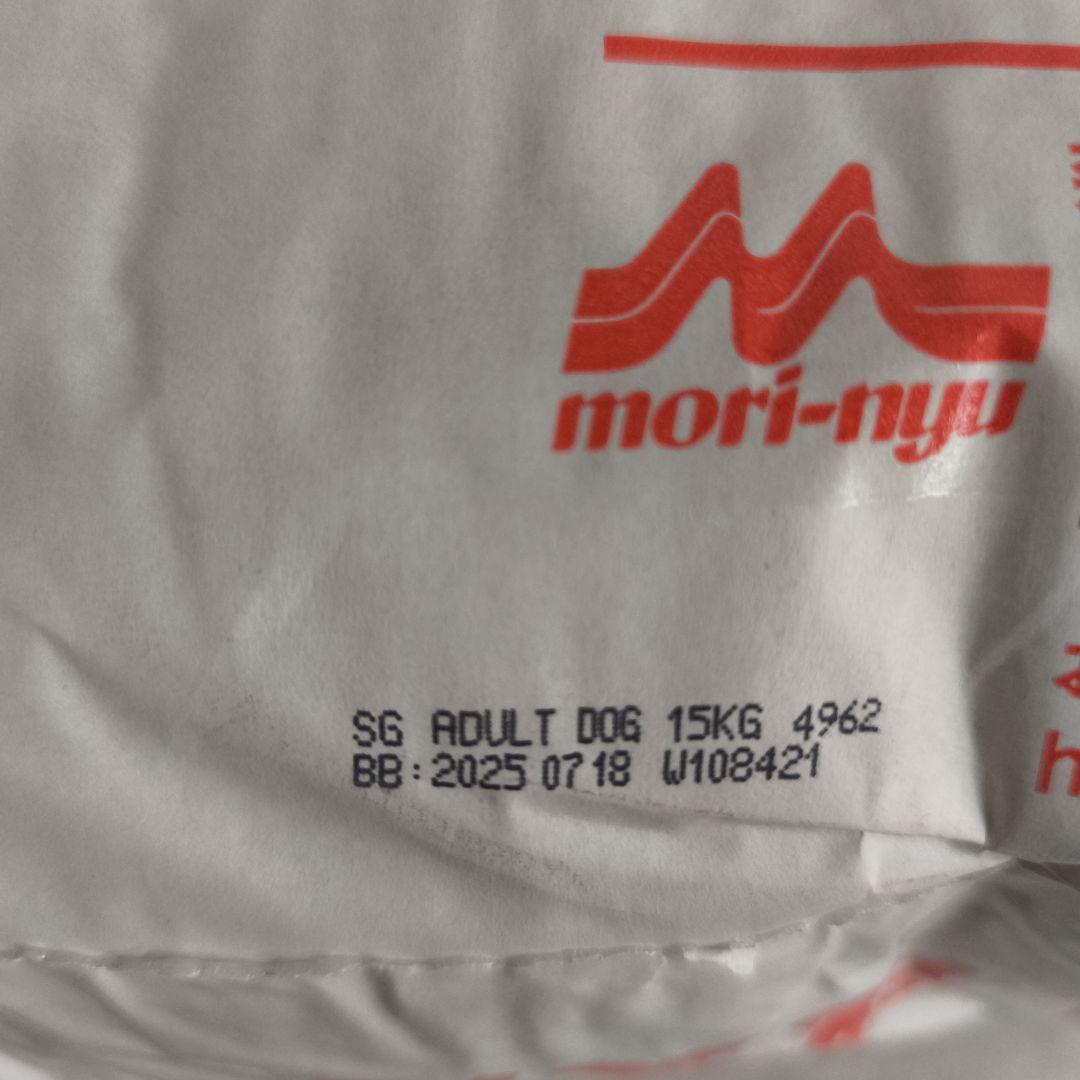 mori-nyu
SG ADULT DOG 15KG 4962
BB:2025 07 18 W108421